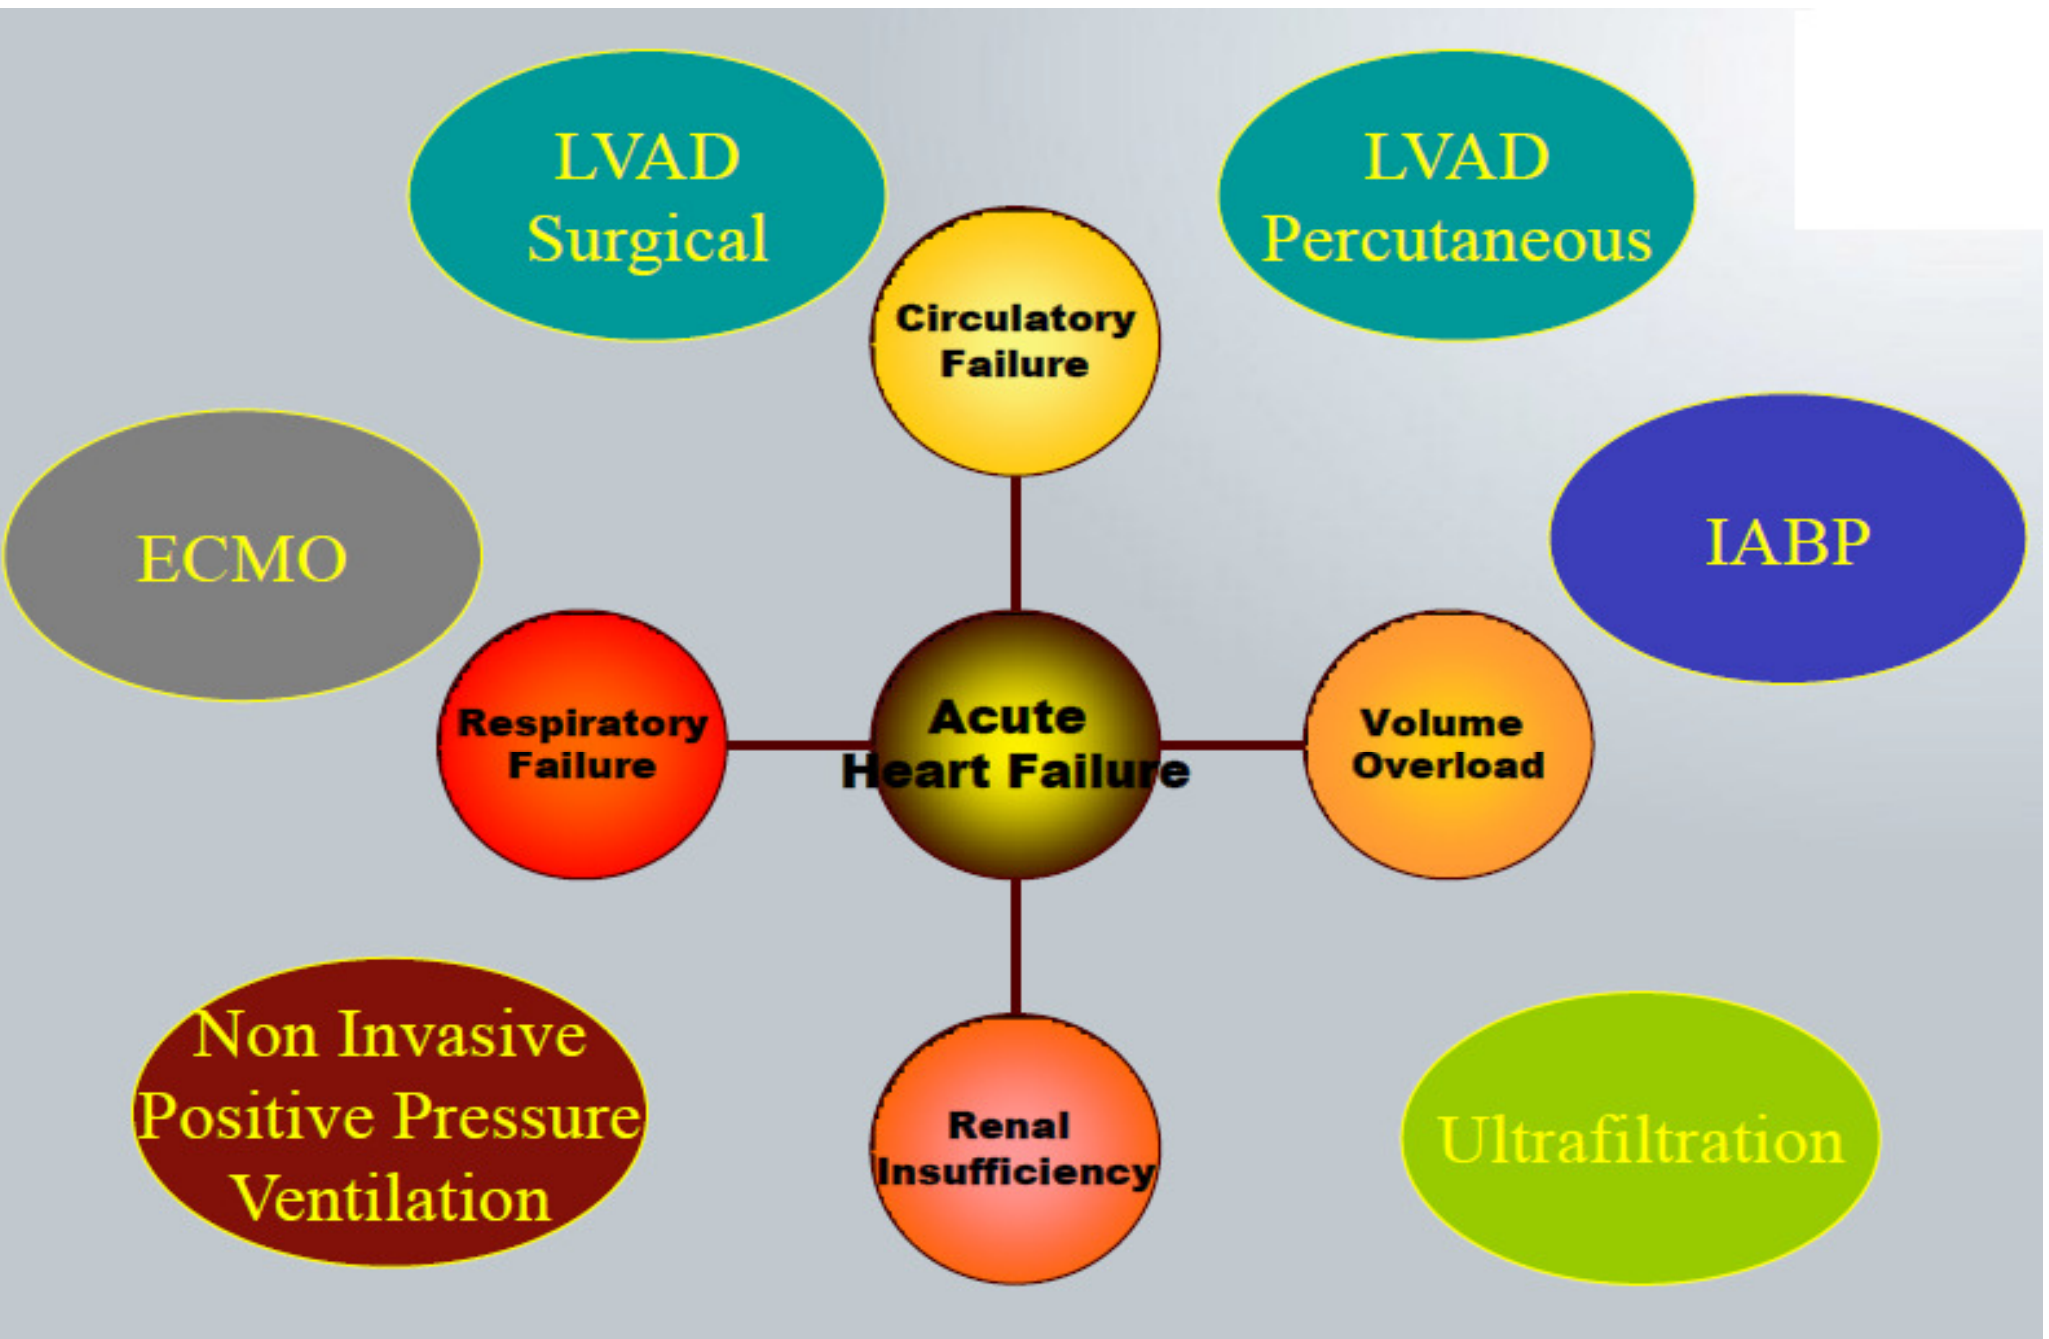 LVAD
Surgical
LVAD
Percutaneous
Circulatory
Failure
ECMO
IABP
Respiratory
Failure
Acute
Heart Failure
Volume
Overload
Non Invasive
Positive Pressure
Ventilation
Renal
Insufficiency
Ultrafiltration